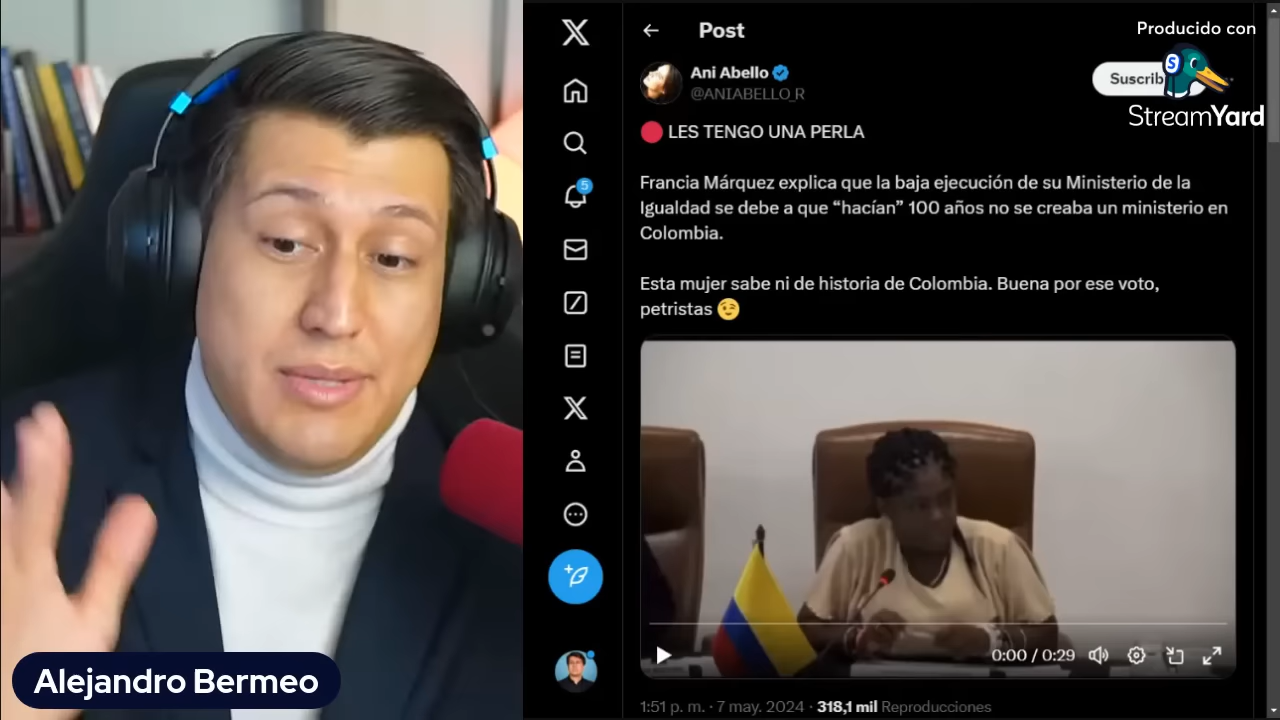 Post
Producido con
StreamYard
Ani Abello
@ANIABELLO_R
Suscrib
LES TENGO UNA PERLA
Francia Márquez explica que la baja ejecución de su Ministerio de la
Igualdad se debe a que “hacían” 100 años no se creaba un ministerio en
Colombia.
Esta mujer sabe ni de historia de Colombia. Buena por ese voto,
petristas
5
0:00 / 0:29
1:51 p. m. · 7 may. 2024 · 318,1 mil Reproducciones
Alejandro Bermeo